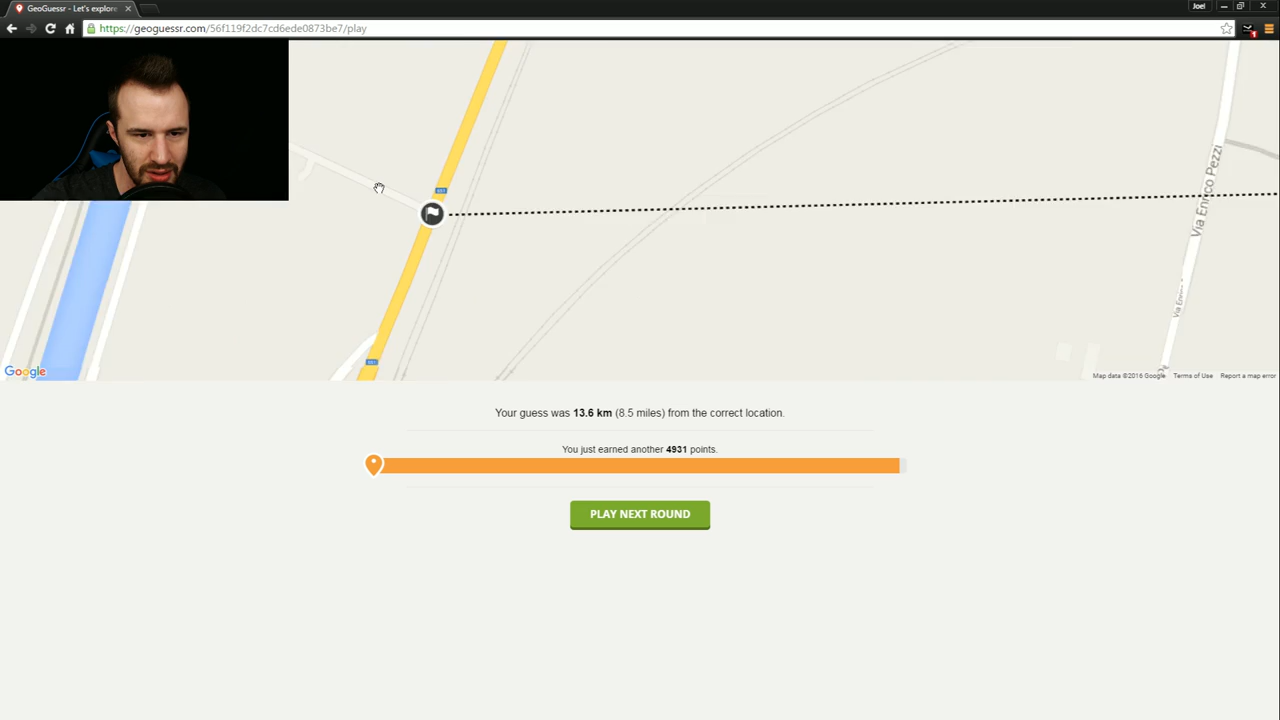 GeoGuessr - Let's explore
Joel
https://geoguessr.com/56f119f2dc7cd6ede0873be7/play
Via Enrico Pezzi
Google
Map data ©2016 Google
Terms of Use
Report a map error
Your guess was 13.6 km (8.5 miles) from the correct location.
You just earned another 4931 points.
PLAY NEXT ROUND